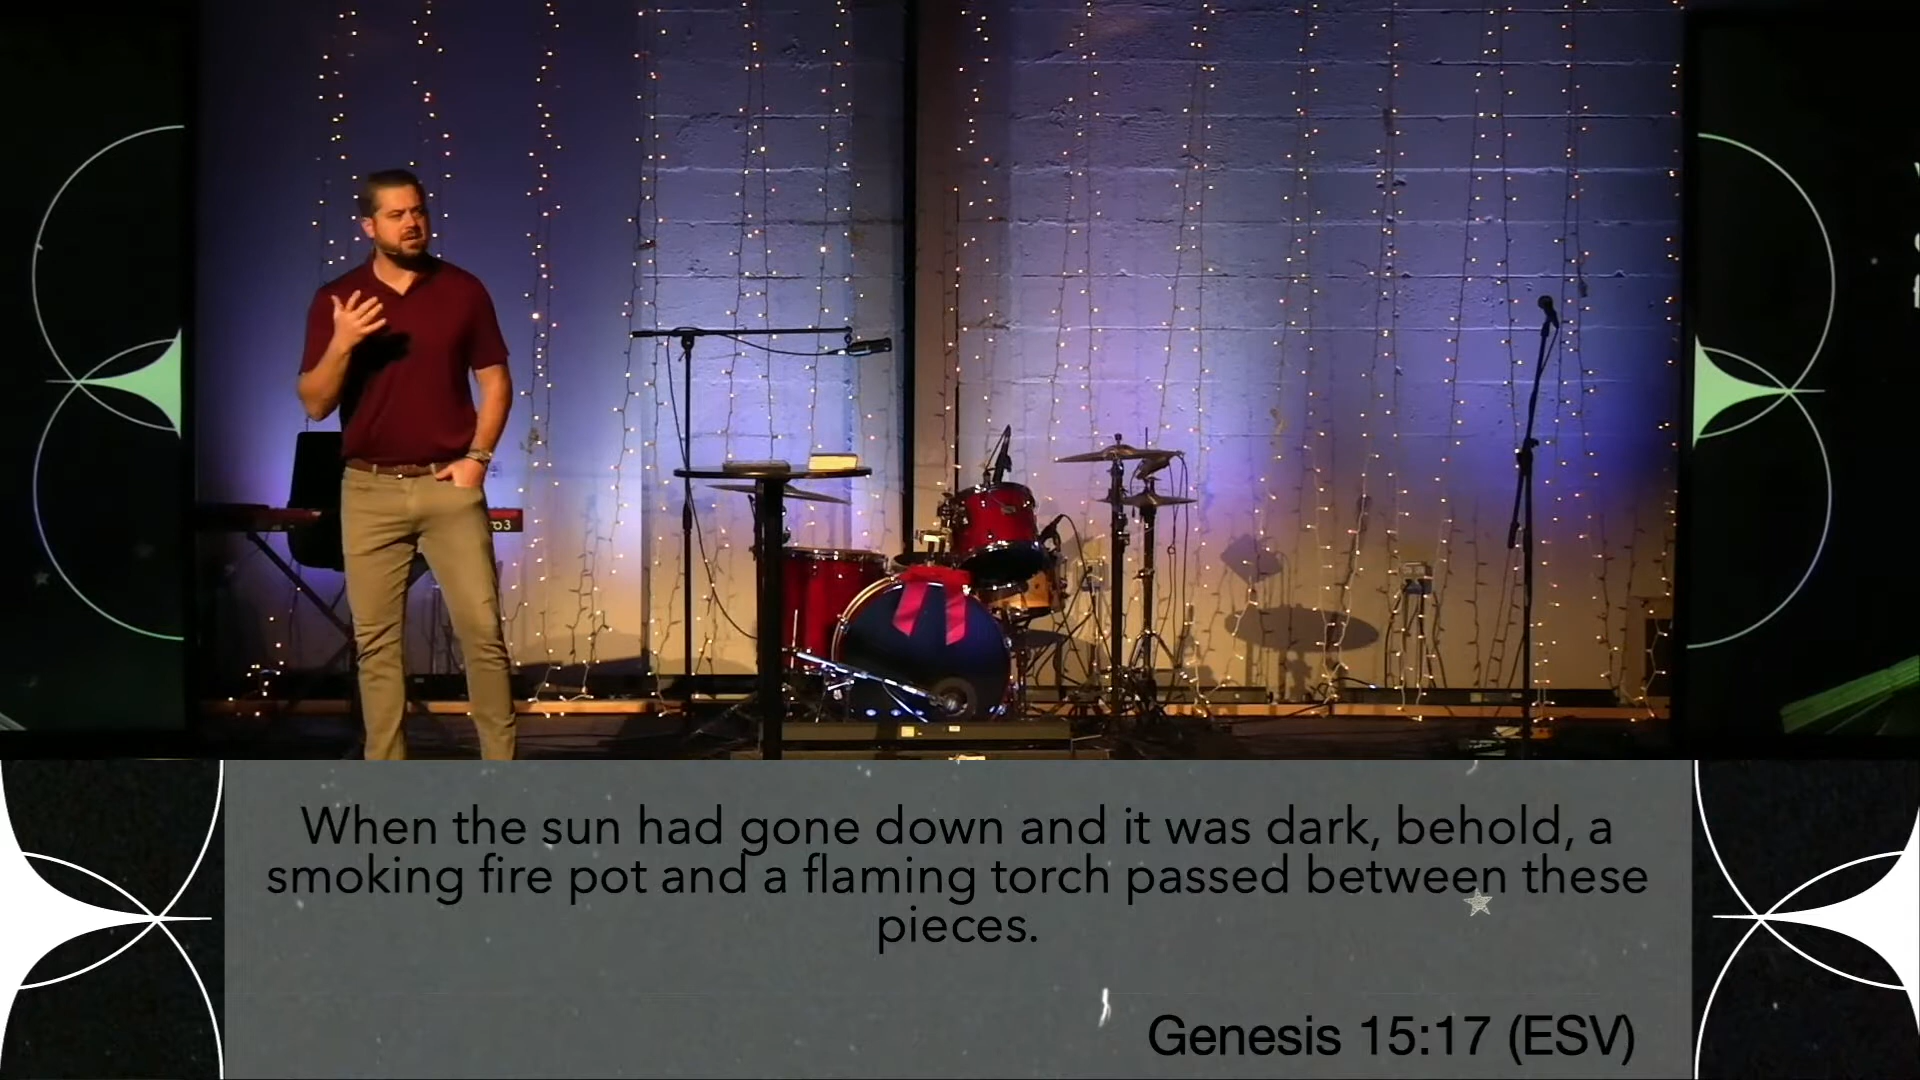 When the sun had gone down and it was dark, behold, a
smoking fire pot and a flaming torch passed between these
pieces.
Genesis 15:17 (ESV)